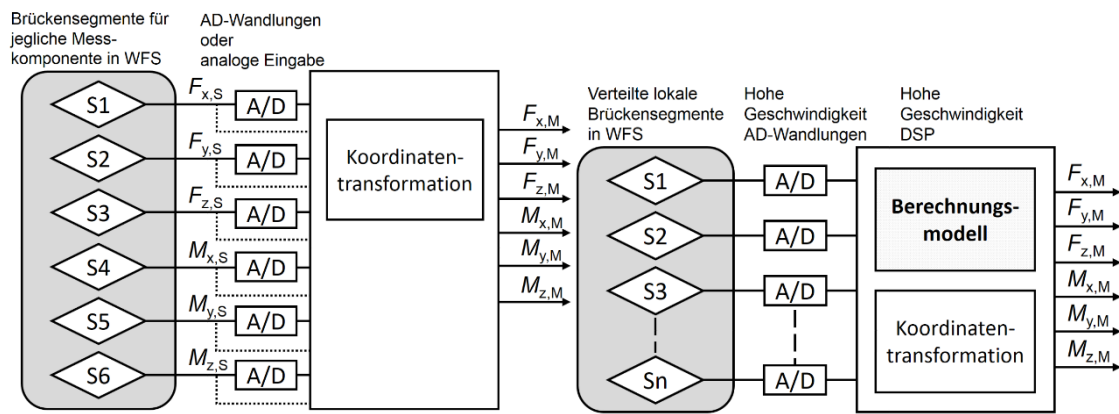 Brückensegmente für
jegliche Mess-
komponente in WFS
AD-Wandlungen
oder
analoge Eingabe
S1
S2
S3
S4
S5
S6
Fx,S
Fy,S
Fz,S
Mx,S
My,S
Mz,S
A/D
A/D
A/D
A/D
A/D
A/D
Koordinaten-
transformation
Fx,M
Fy,M
Fz,M
Mx,M
My,M
Mz,M
Verteilte lokale
Brückensegmente
in WFS
Hohe
Geschwindigkeit
AD-Wandlungen
Hohe
Geschwindigkeit
DSP
S1
S2
S3
Sn
A/D
A/D
A/D
A/D
Berechnungs-
modell
Koordinaten-
transformation
Fx,M
Fy,M
Fz,M
Mx,M
My,M
Mz,M